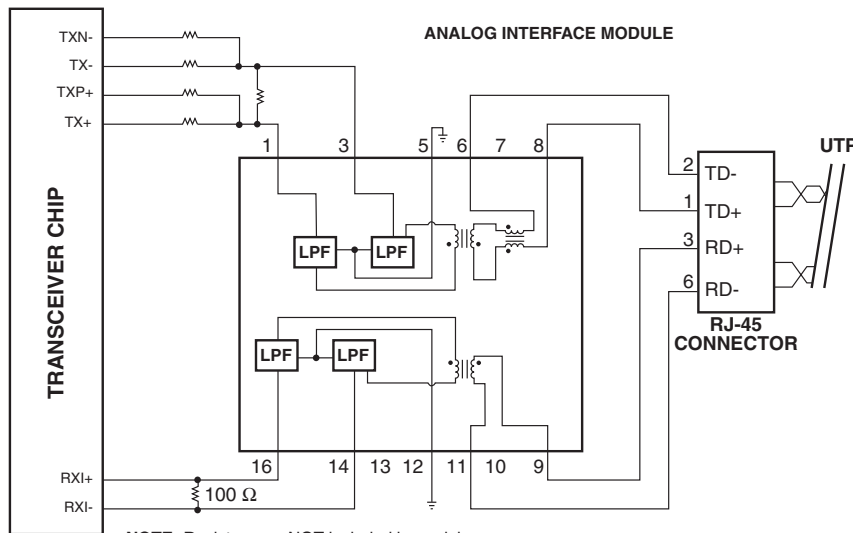 ANALOG INTERFACE MODULE
TRANSCEIVER CHIP
TXN-
TX-
TXP+
TX+
1 3 5 6 7 8
LPF LPF
LPF LPF
16 14 13 12 11 10 9
RXI+
RXI-
100 Ω
2 TD-
1 TD+
3 RD+
6 RD-
RJ-45
CONNECTOR
UTP